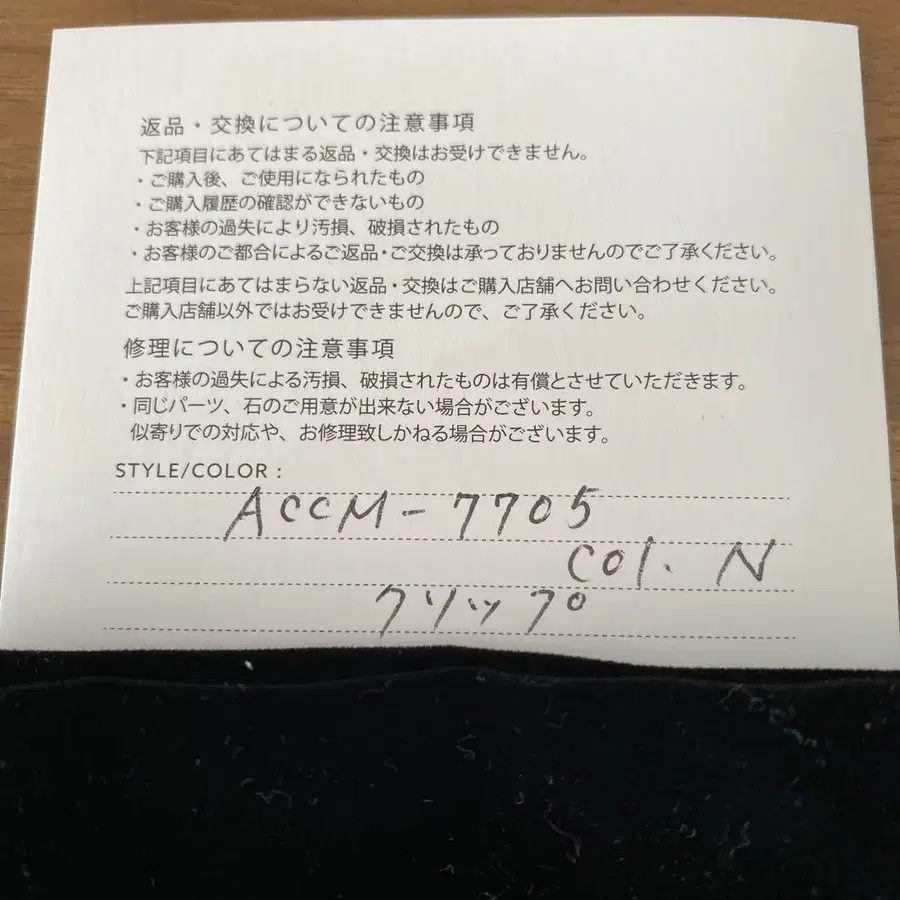 返品・交換についての注意事項
下記項目にあてはまる返品・交換はお受けできません。
・ご購入後、ご使用になられたもの
・ご購入履歴の確認ができないもの
・お客様の過失により汚損、破損されたもの
・お客様のご都合によるご返品・ご交換は承っておりませんのでご了承ください。
上記項目にあてはまらない返品・交換はご購入店舗へお問い合わせください。
ご購入店舗以外ではお受けできませんので、ご了承ください。
修理についての注意事項
・お客様の過失による汚損、破損されたものは有償とさせていただきます。
・同じパーツ、石のご用意が出来ない場合がございます。
似寄りでの対応や、お修理致しかねる場合がございます。
STYLE/COLOR :
ACCM-7705
col. N
クリップ